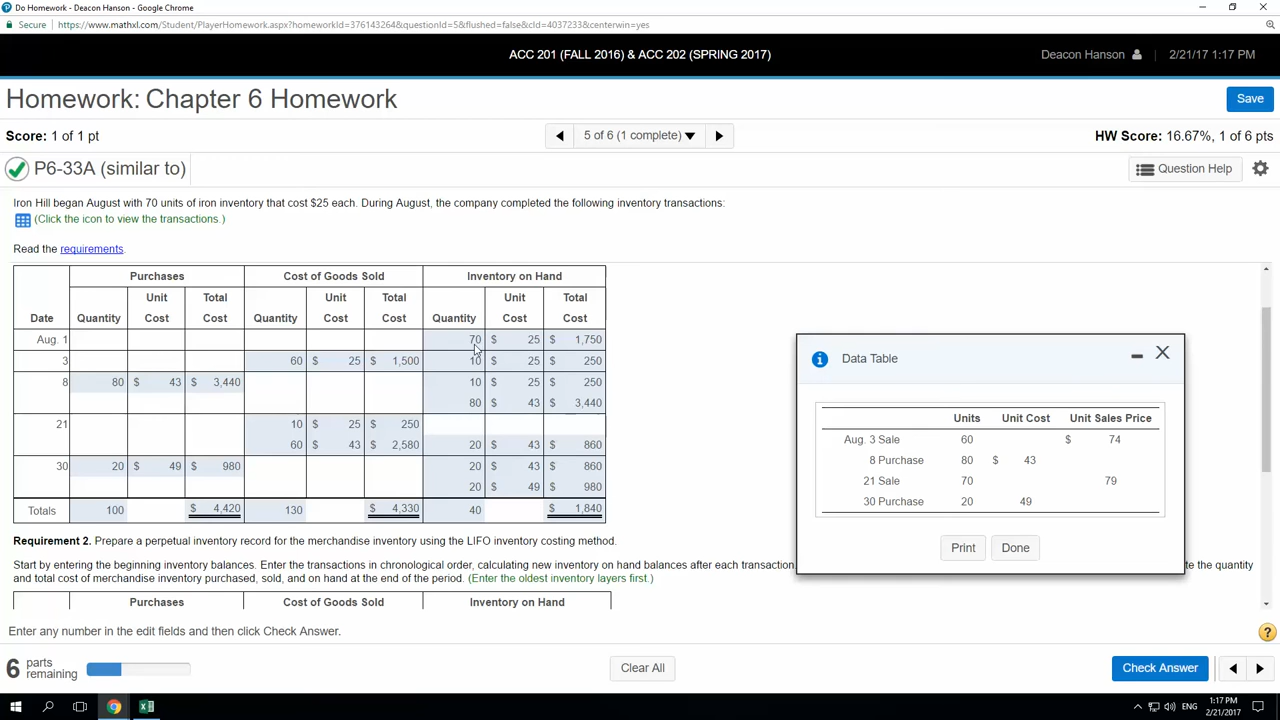 Do Homework - Deacon Hanson - Google Chrome
Secure | https://www.mathxl.com/Student/PlayerHomework.aspx?homeworkId=376143264&questionId=5&flushed=false&cId=4037233&centerwin=yes
ACC 201 (FALL 2016) & ACC 202 (SPRING 2017) Deacon Hanson | 2/21/17 1:17 PM
Homework: Chapter 6 Homework Save
Score: 1 of 1 pt 5 of 6 (1 complete) HW Score: 16.67%, 1 of 6 pts
P6-33A (similar to) Question Help
Iron Hill began August with 70 units of iron inventory that cost $25 each. During August, the company completed the following inventory transactions:
(Click the icon to view the transactions.)
Read the requirements.
Purchases Cost of Goods Sold Inventory on Hand
Unit Total Unit Total Unit Total
Date Quantity Cost Cost Quantity Cost Cost Quantity Cost Cost
Aug. 1 70 $ 25 $ 1,750
3 60 $ 25 $ 1,500 10 $ 25 $ 250
8 80 $ 43 $ 3,440 10 $ 25 $ 250
80 $ 43 $ 3,440
21 10 $ 25 $ 250
60 $ 43 $ 2,580 20 $ 43 $ 860
30 20 $ 49 $ 980 20 $ 43 $ 860
20 $ 49 $ 980
Totals 100 $ 4,420 130 $ 4,330 40 $ 1,840
Data Table
Units Unit Cost Unit Sales Price
Aug. 3 Sale 60 $ 74
8 Purchase 80 $ 43
21 Sale 70 79
30 Purchase 20 49
Print Done
Requirement 2. Prepare a perpetual inventory record for the merchandise inventory using the LIFO inventory costing method.
Start by entering the beginning inventory balances. Enter the transactions in chronological order, calculating new inventory on hand balances after each transaction. te the quantity
and total cost of merchandise inventory purchased, sold, and on hand at the end of the period. (Enter the oldest inventory layers first.)
Purchases Cost of Goods Sold Inventory on Hand
Enter any number in the edit fields and then click Check Answer.
6 parts remaining Clear All Check Answer
ENG 1:17 PM
2/21/2017